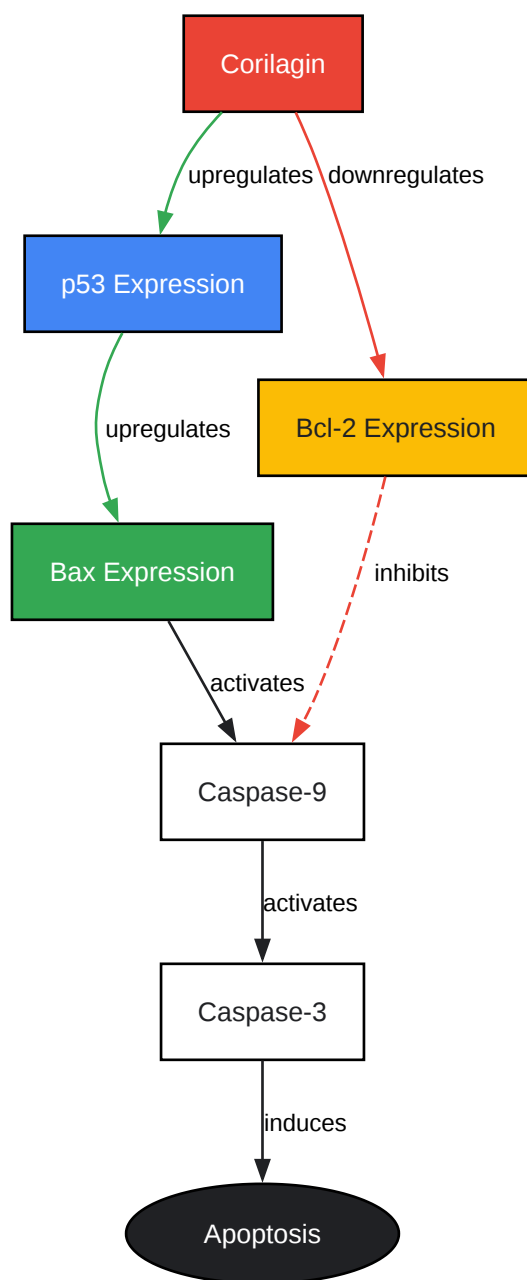 Corilagin
upregulates
downregulates
p53 Expression
upregulates
Bcl-2 Expression
Bax Expression
inhibits
activates
Caspase-9
activates
Caspase-3
induces
Apoptosis